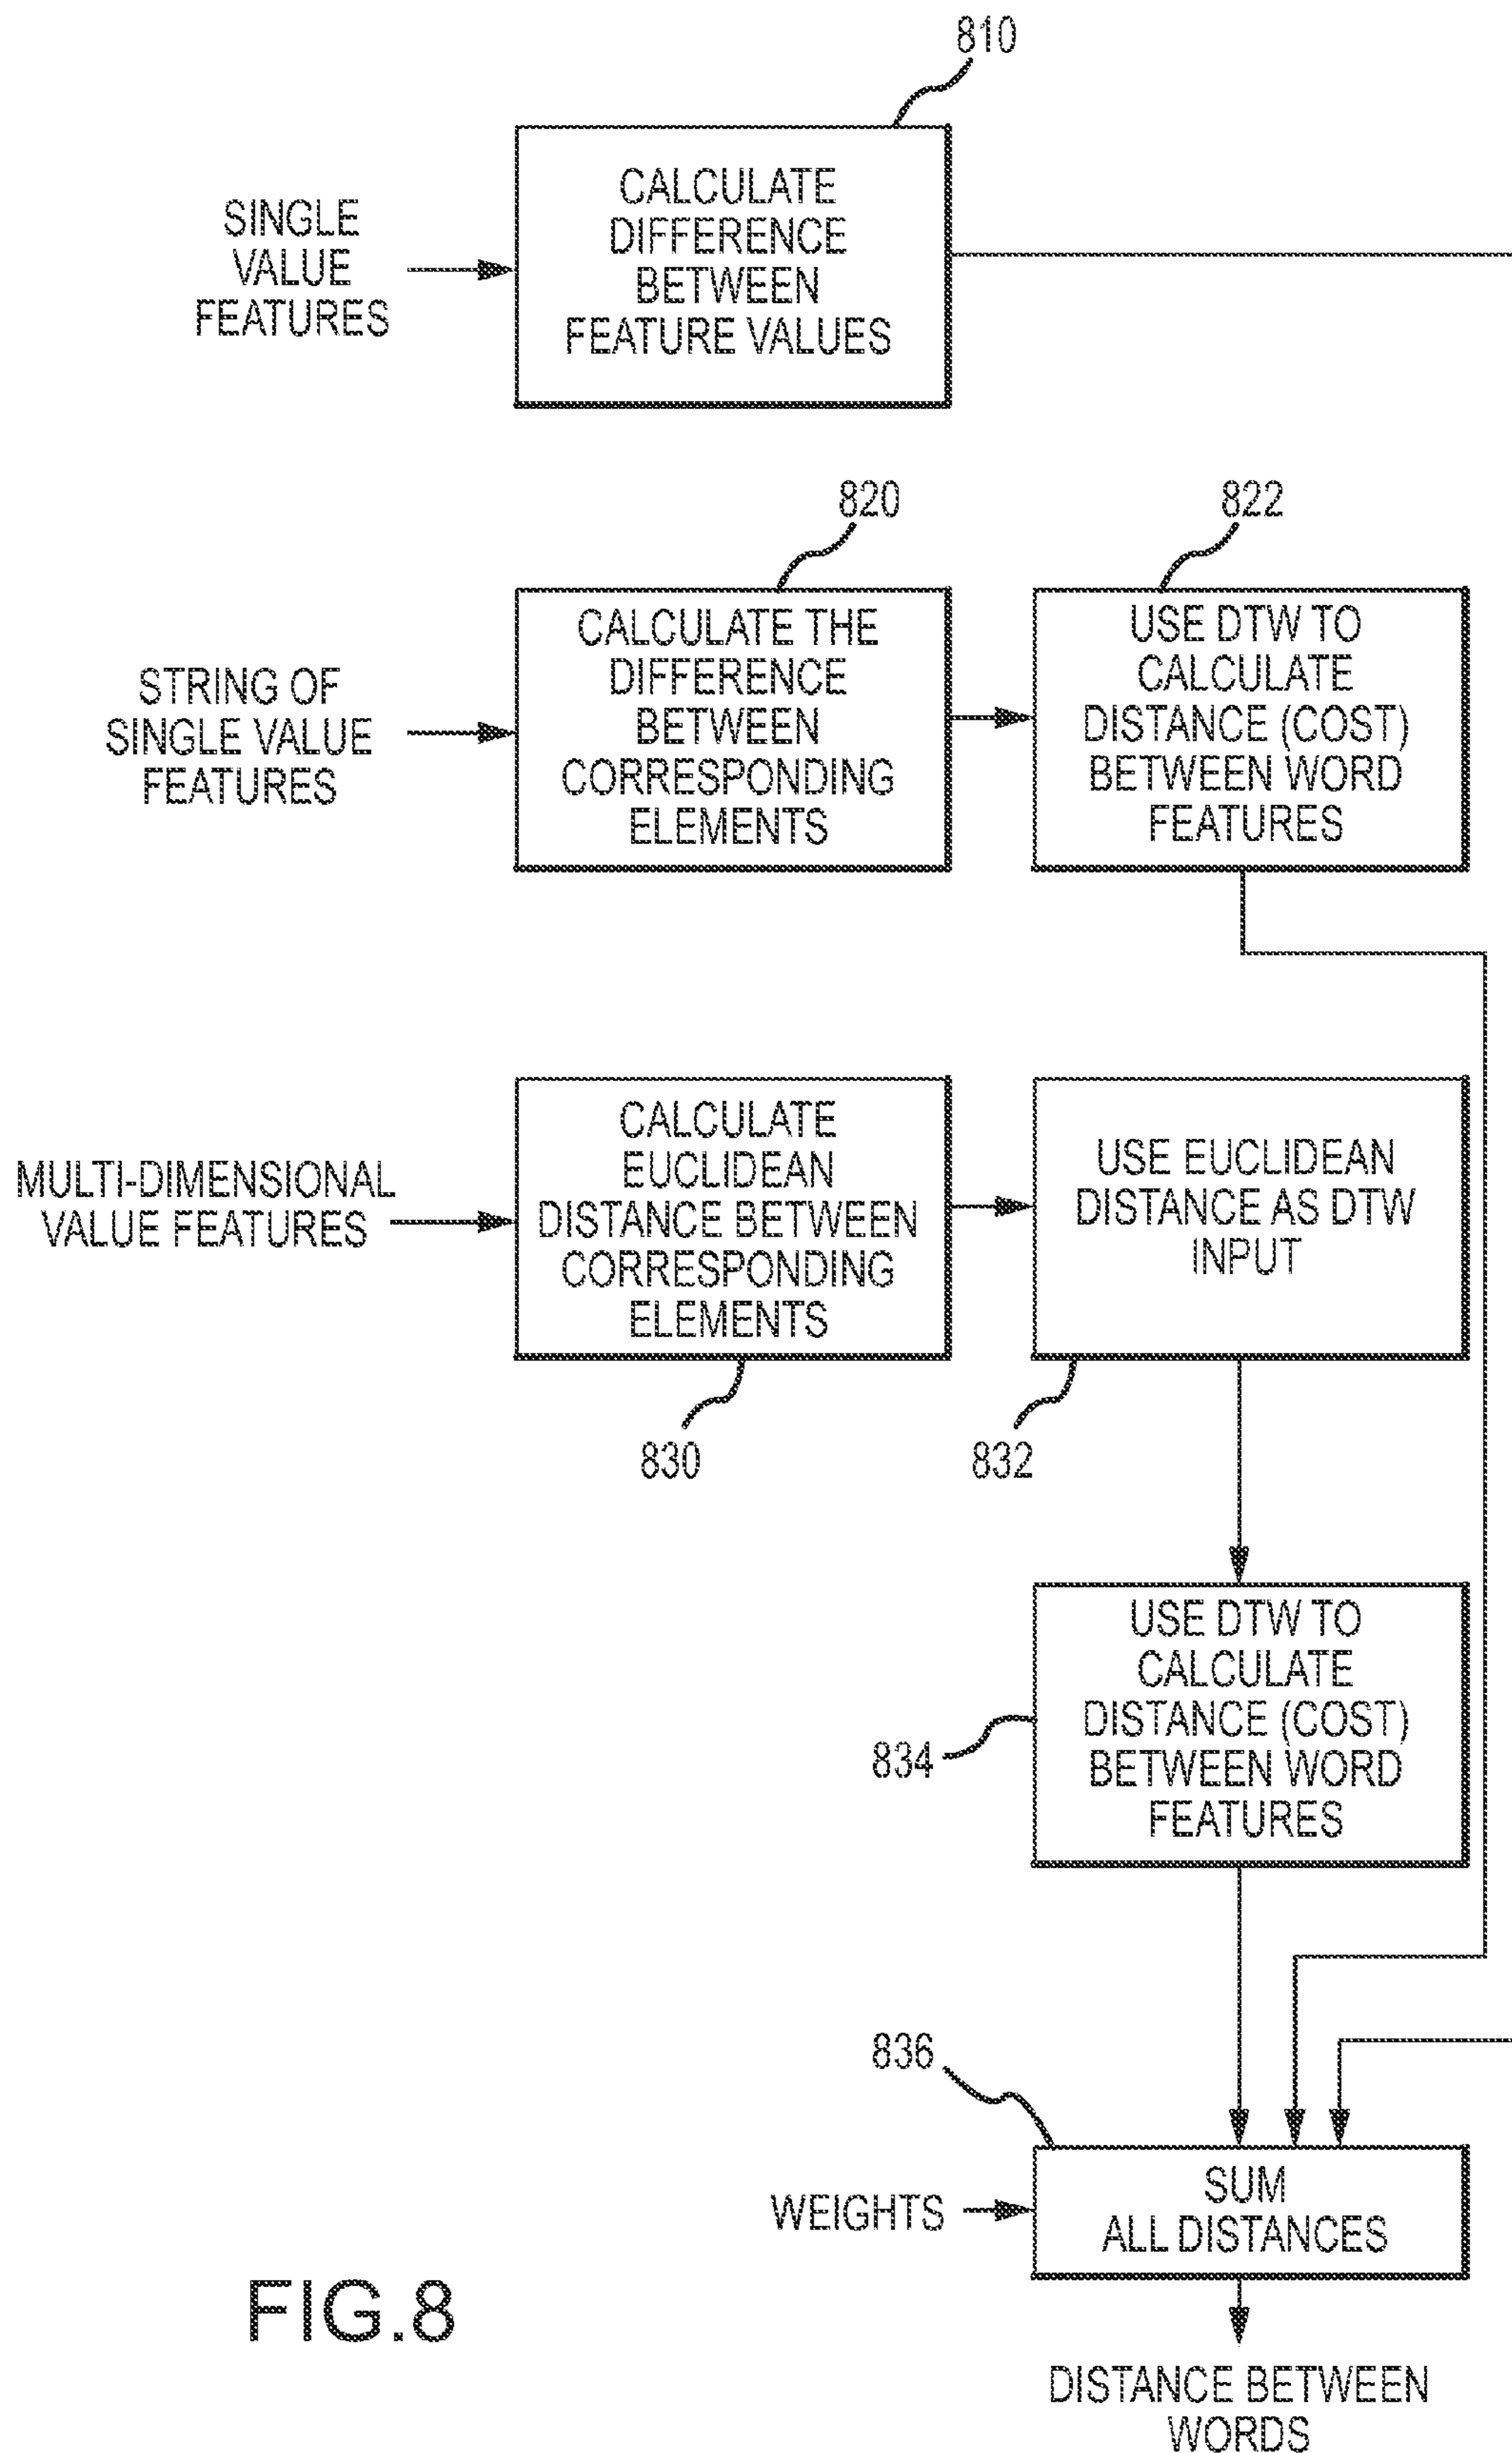 810
SINGLE
VALUE
FEATURES
CALCULATE
DIFFERENCE
BETWEEN
FEATURE VALUES
820
822
STRING OF
SINGLE VALUE
FEATURES
CALCULATE THE
DIFFERENCE
BETWEEN
CORRESPONDING
ELEMENTS
USE DTW TO
CALCULATE
DISTANCE (COST)
BETWEEN WORD
FEATURES
MULTI-DIMENSIONAL
VALUE FEATURES
CALCULATE
EUCLIDEAN
DISTANCE BETWEEN
CORRESPONDING
ELEMENTS
USE EUCLIDEAN
DISTANCE AS DTW
INPUT
830
832
USE DTW TO
CALCULATE
DISTANCE (COST)
BETWEEN WORD
FEATURES
834
836
WEIGHTS
SUM
ALL DISTANCES
FIG.8
DISTANCE BETWEEN
WORDS